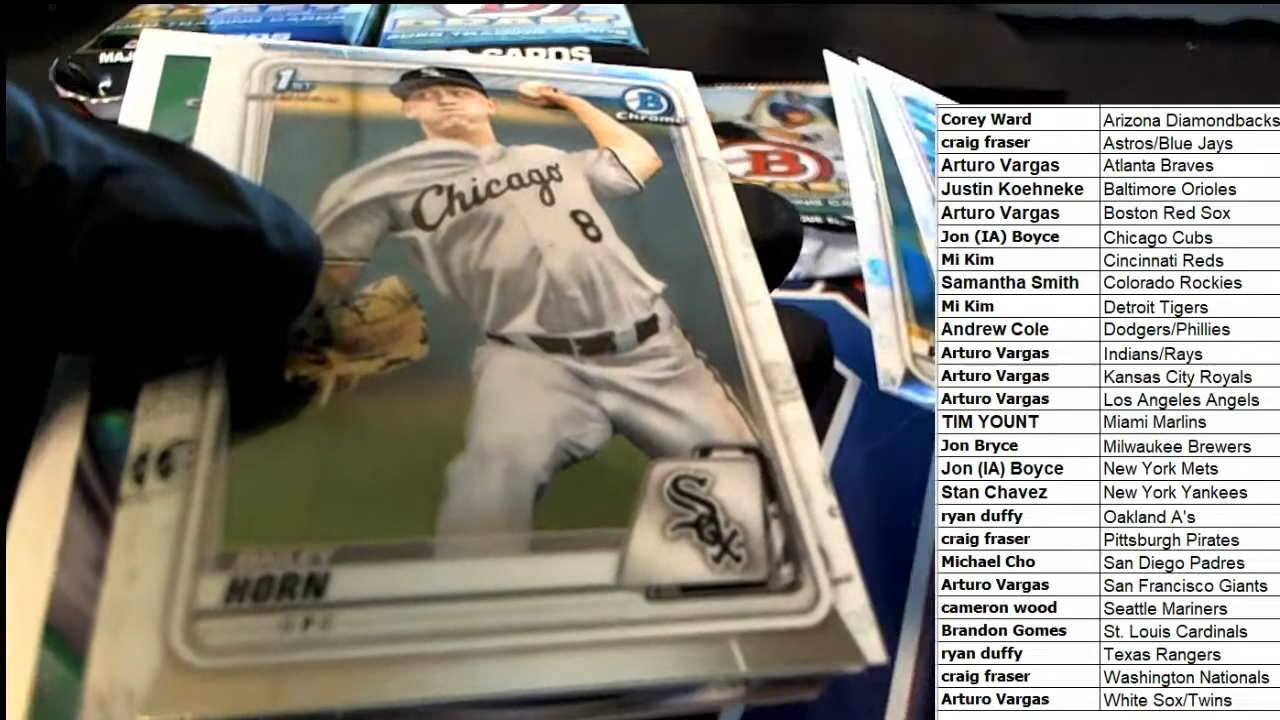 CARDS
1ST
B
Chrome
Chicago
8
B
Sox
HORN
Corey Ward Arizona Diamondbacks
craig fraser Astros/Blue Jays
Arturo Vargas Atlanta Braves
Justin Koehneke Baltimore Orioles
Arturo Vargas Boston Red Sox
Jon (IA) Boyce Chicago Cubs
Mi Kim Cincinnati Reds
Samantha Smith Colorado Rockies
Mi Kim Detroit Tigers
Andrew Cole Dodgers/Phillies
Arturo Vargas Indians/Rays
Arturo Vargas Kansas City Royals
Arturo Vargas Los Angeles Angels
TIM YOUNT Miami Marlins
Jon Bryce Milwaukee Brewers
Jon (IA) Boyce New York Mets
Stan Chavez New York Yankees
ryan duffy Oakland A's
craig fraser Pittsburgh Pirates
Michael Cho San Diego Padres
Arturo Vargas San Francisco Giants
cameron wood Seattle Mariners
Brandon Gomes St. Louis Cardinals
ryan duffy Texas Rangers
craig fraser Washington Nationals
Arturo Vargas White Sox/Twins